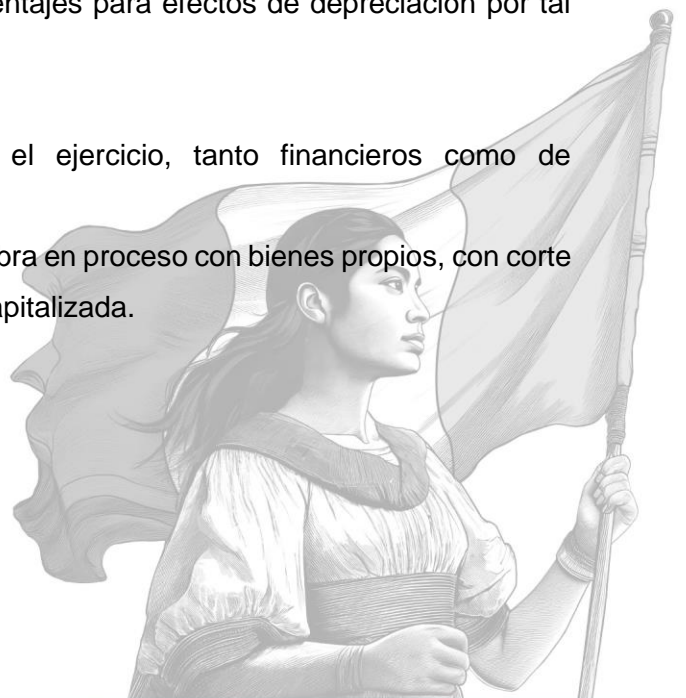 entajes para efectos de depreciación por tal
el ejercicio, tanto financieros como de
bra en proceso con bienes propios, con corte
apitalizada.